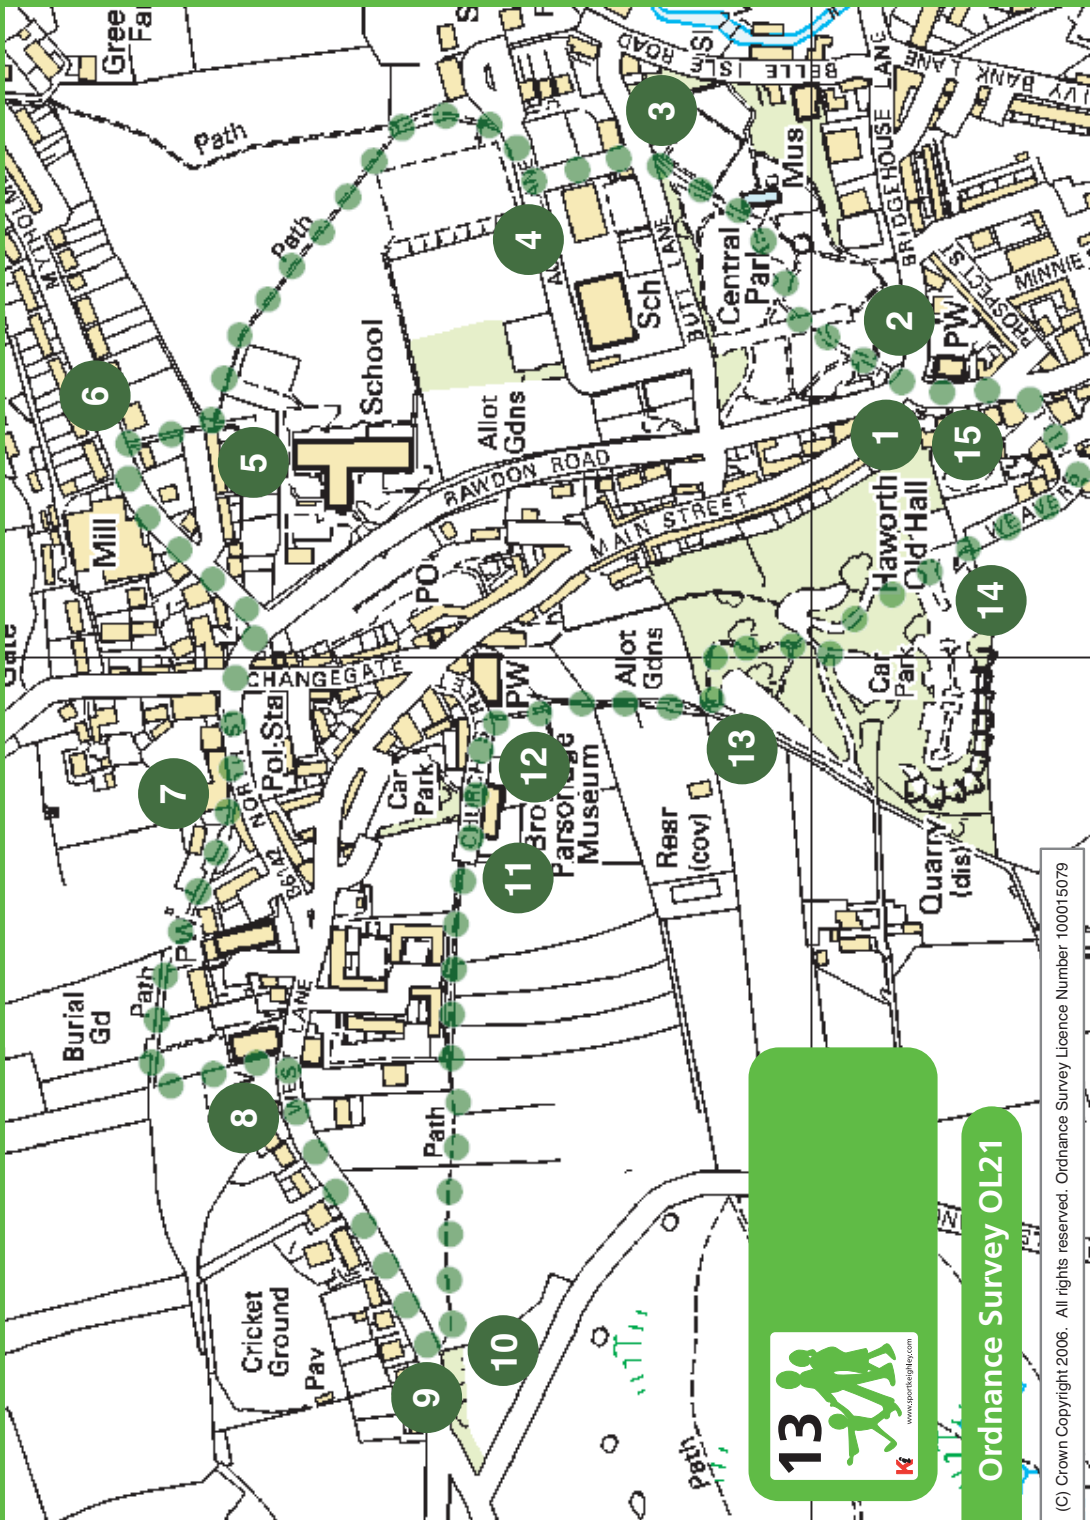 Path
Path
Path
Path
Path
6
5
4
3
2
1
15
14
13
12
11
10
9
8
7
Mill
School
Sch
Allot
Gdns
Allot
Gdns
RAWDON ROAD
MAIN STREET
BUTT LANE
Central
Park
Mus
BELLE ISLE
ROAD
BRIDGEHOUSE LANE
IVY BANK LANE
PROSPECT S
MINNIE
PW
Haworth
Old Hall
WEAVERS
Car
Park
Quarry
(dis)
Resr
(cov)
PO
CHANGEGATE
NORTH ST
Pol Sta
B6142
PW
PW
CHURCH
Car
Park
Parsonage
Museum
WEST LANE
Burial
Gd
Cricket
Ground
Pav
13
Ki
www.sportkeighley.com
Ordnance Survey OL21
(C) Crown Copyright 2006. All rights reserved. Ordnance Survey Licence Number 100015079